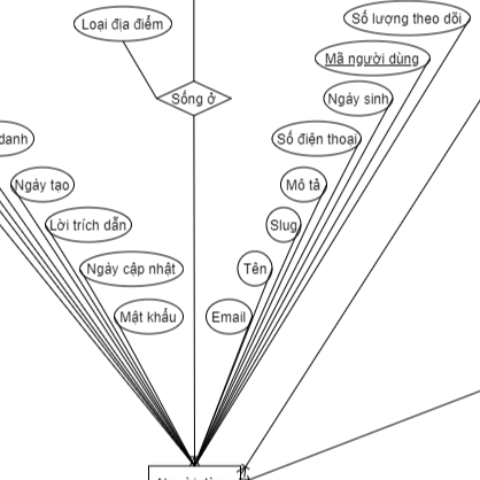 Số lượng theo dõi
Loại địa điểm
Mã người dùng
Sống ở
Ngày sinh
danh
Số điện thoại
Ngày tạo
Mô tả
Lời trích dẫn
Slug
Ngày cập nhật
Tên
Mật khẩu
Email